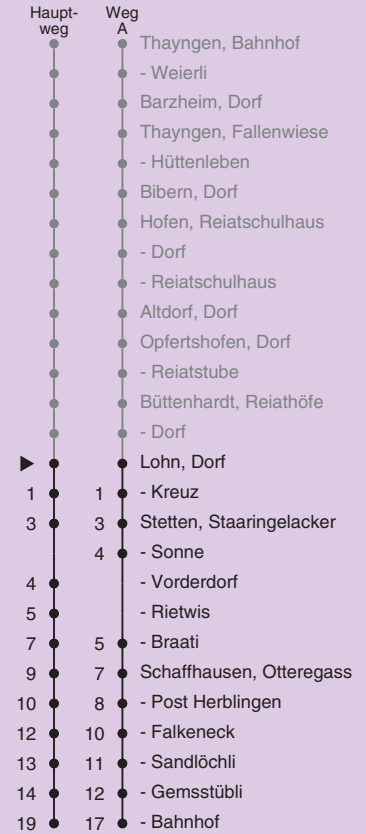 Haupt- Weg
weg A
Thayngen, Bahnhof
- Weierli
Barzheim, Dorf
Thayngen, Fallenwiese
- Hüttenleben
Bibern, Dorf
Hofen, Reiatschulhaus
- Dorf
- Reiatschulhaus
Altdorf, Dorf
Opfertshofen, Dorf
- Reiatstube
Büttenhardt, Reiathöfe
- Dorf
Lohn, Dorf
1 1 - Kreuz
3 3 Stetten, Staaringelacker
4 - Sonne
4 - Vorderdorf
5 - Rietwis
7 5 - Braati
9 7 Schaffhausen, Otteregass
10 8 - Post Herblingen
12 10 - Falkeneck
13 11 - Sandlöchli
14 12 - Gemsstübli
19 17 - Bahnhof